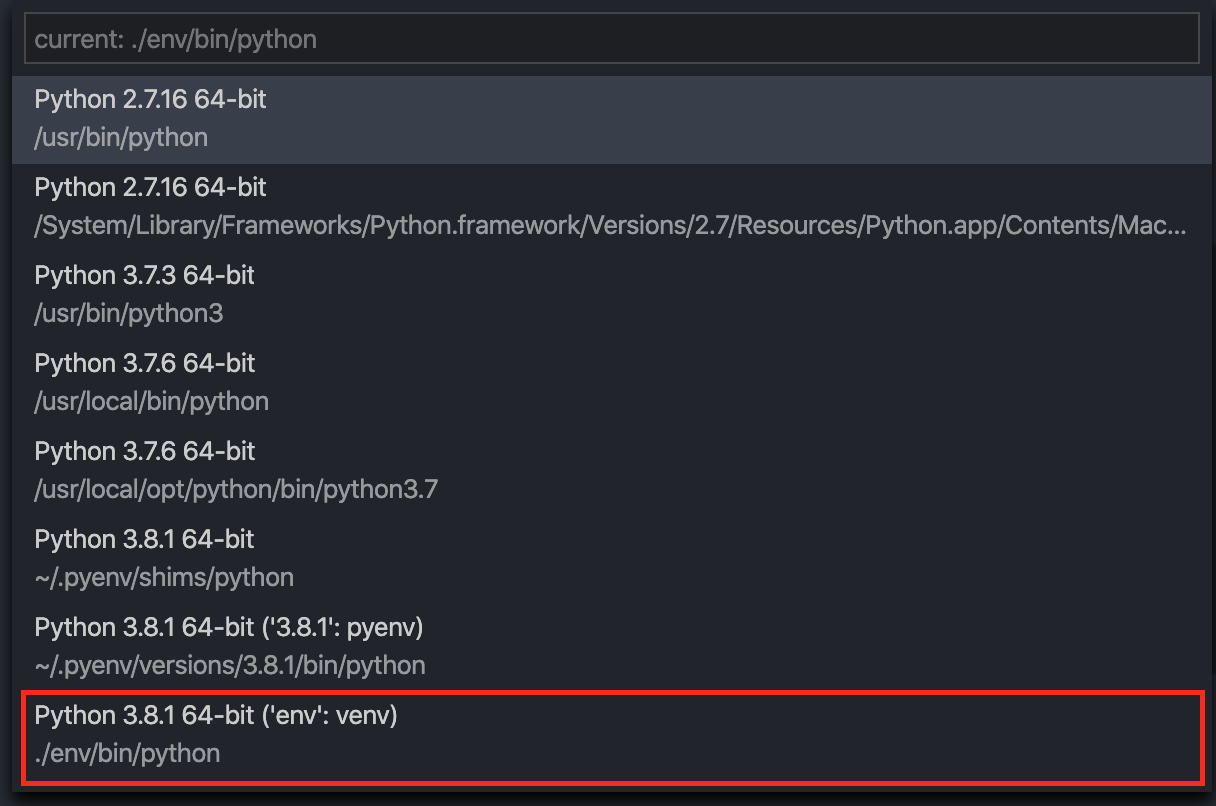 current: ./env/bin/python
Python 2.7.16 64-bit
/usr/bin/python
Python 2.7.16 64-bit
/System/Library/Frameworks/Python.framework/Versions/2.7/Resources/Python.app/Contents/Mac...
Python 3.7.3 64-bit
/usr/bin/python3
Python 3.7.6 64-bit
/usr/local/bin/python
Python 3.7.6 64-bit
/usr/local/opt/python/bin/python3.7
Python 3.8.1 64-bit
~/.pyenv/shims/python
Python 3.8.1 64-bit ('3.8.1': pyenv)
~/.pyenv/versions/3.8.1/bin/python
Python 3.8.1 64-bit ('env': venv)
./env/bin/python